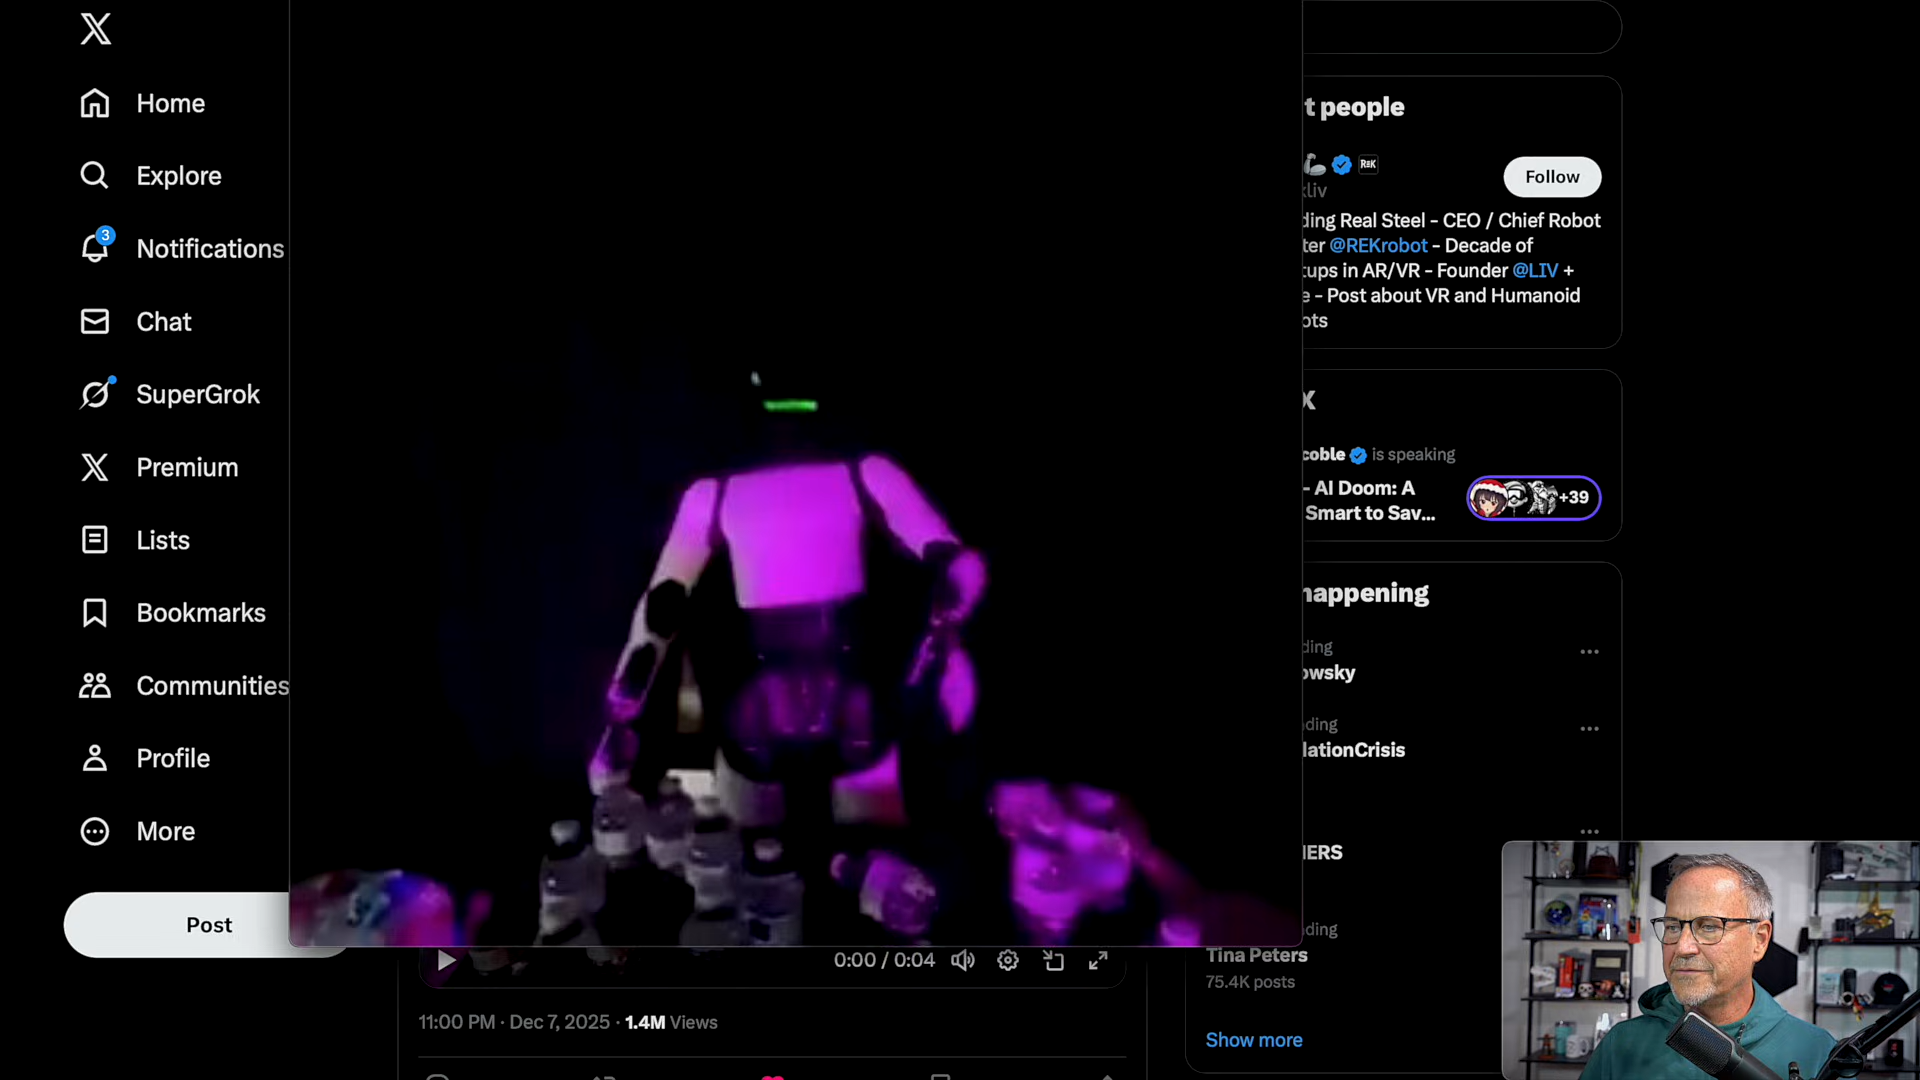 Home
Explore
3
Notifications
Chat
SuperGrok
Premium
Lists
Bookmarks
Communities
Profile
More
Post
0:00 / 0:04
11:00 PM · Dec 7, 2025 · 1.4M Views
t people
REK
Follow
ding Real Steel - CEO / Chief Robot
ter @REKrobot - Decade of
tups in AR/VR - Founder @LIV +
e - Post about VR and Humanoid
ots
X
coble is speaking
- AI Doom: A
Smart to Sav...
+39
happening
ding
owsky
ding
lationCrisis
ERS
ding
Tina Peters
75.4K posts
Show more